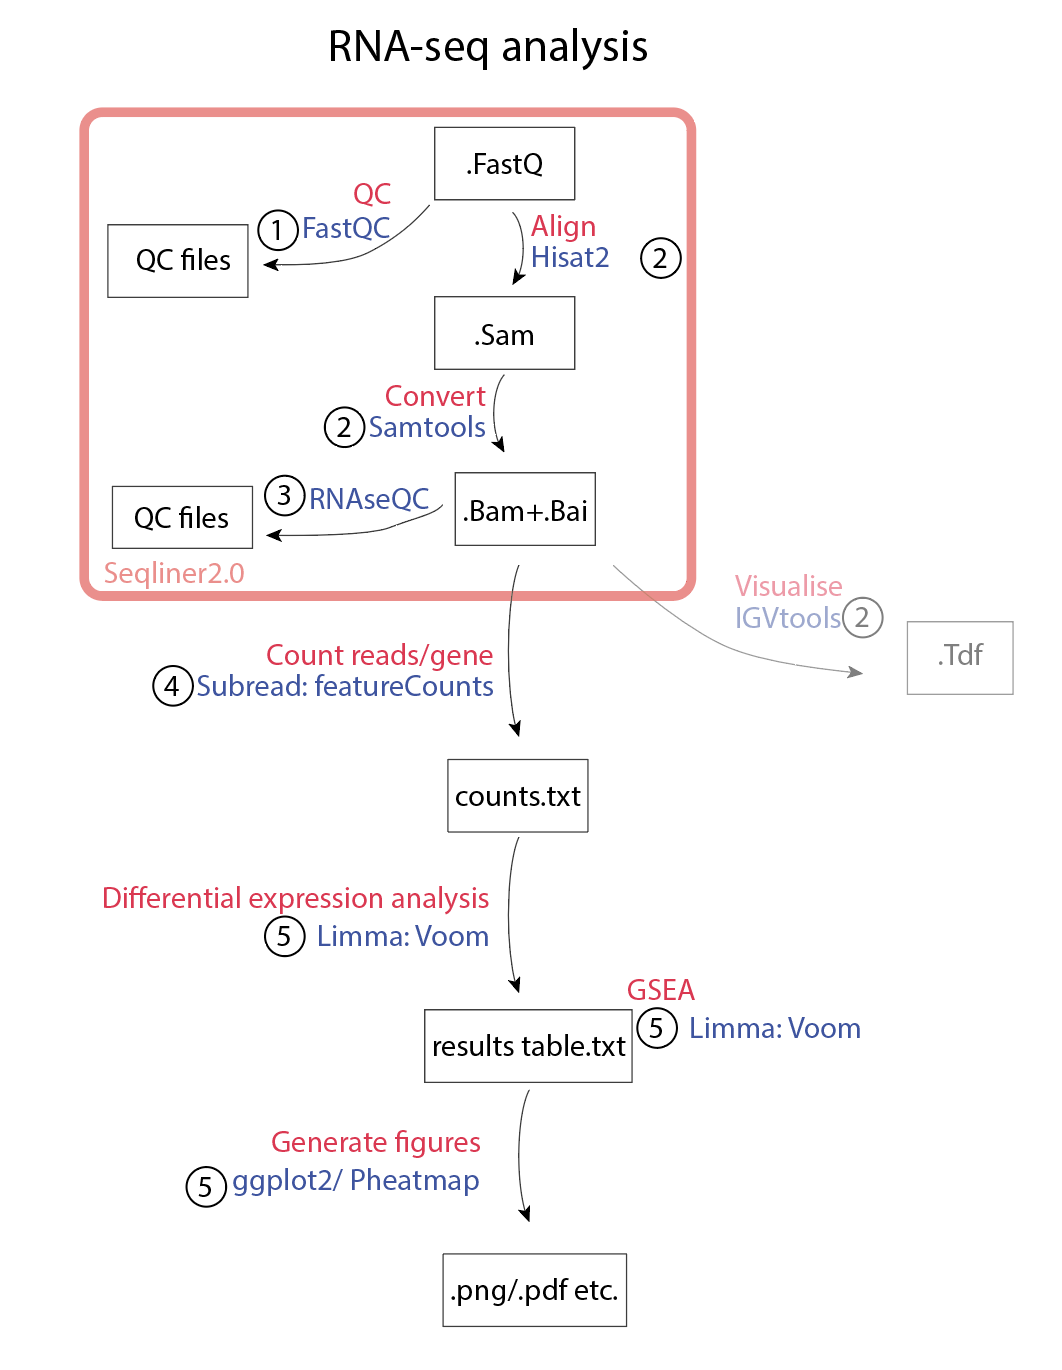 RNA-seq analysis
.FastQ
QC
1 FastQC
QC files
Align
Hisat2
2
.Sam
Convert
2 Samtools
.Bam+.Bai
3 RNAseQC
QC files
Seqliner2.0
Visualise
IGVtools 2
.Tdf
Count reads/gene
4 Subread: featureCounts
counts.txt
Differential expression analysis
5 Limma: Voom
GSEA
5 Limma: Voom
results table.txt
Generate figures
5 ggplot2/ Pheatmap
.png/.pdf etc.